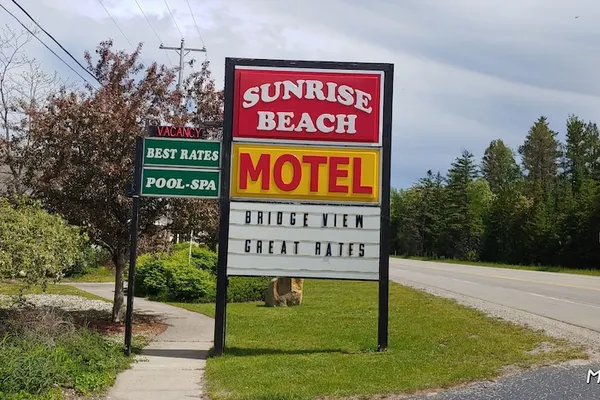 VACANCY
BEST RATES
POOL-SPA
SUNRISE
BEACH
MOTEL
BRIDGE VIEW
GREAT RATES
M